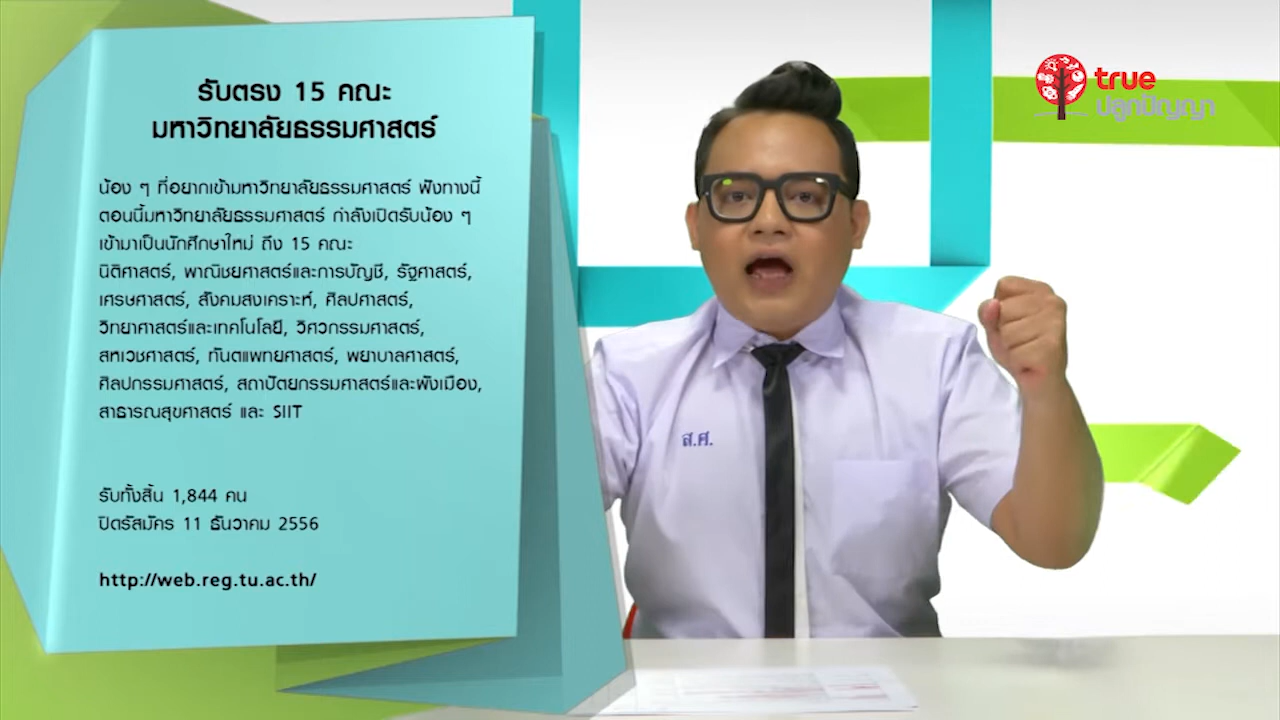 รับตรง 15 คณะ
มหาวิทยาลัยธรรมศาสตร์
น้อง ๆ ที่อยากเข้ามหาวิทยาลัยธรรมศาสตร์ ฟังทางนี้
ตอนนี้มหาวิทยาลัยธรรมศาสตร์ กำลังเปิดรับน้อง ๆ
เข้ามาเป็นนักศึกษาใหม่ ถึง 15 คณะ
นิติศาสตร์, พาณิชยศาสตร์และการบัญชี, รัฐศาสตร์,
เศรษศาสตร์, สังคมสงเคราะห์, ศิลปศาสตร์,
วิทยาศาสตร์และเทคโนโลยี, วิศวกรรมศาสตร์,
สหเวชศาสตร์, ทันตแพทยศาสตร์, พยาบาลศาสตร์,
ศิลปกรรมศาสตร์, สถาปัตยกรรมศาสตร์และผังเมือง,
สาธารณสุขศาสตร์ และ SIIT
รับทั้งสิ้น 1,844 คน
ปิดรัสมัคร 11 ธันวาคม 2556
http://web.reg.tu.ac.th/
true
ปลูกปัญญา
ส.ศ.